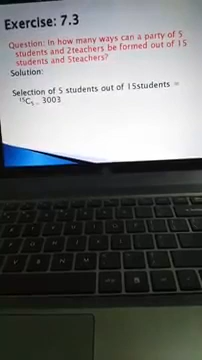 Exercise: 7.3
Question: In how many ways can a party of 5
students and 2teachers be formed out of 15
students and 5teachers?
Solution:
Selection of 5 students out of 15students =
¹⁵C₅ = 3003